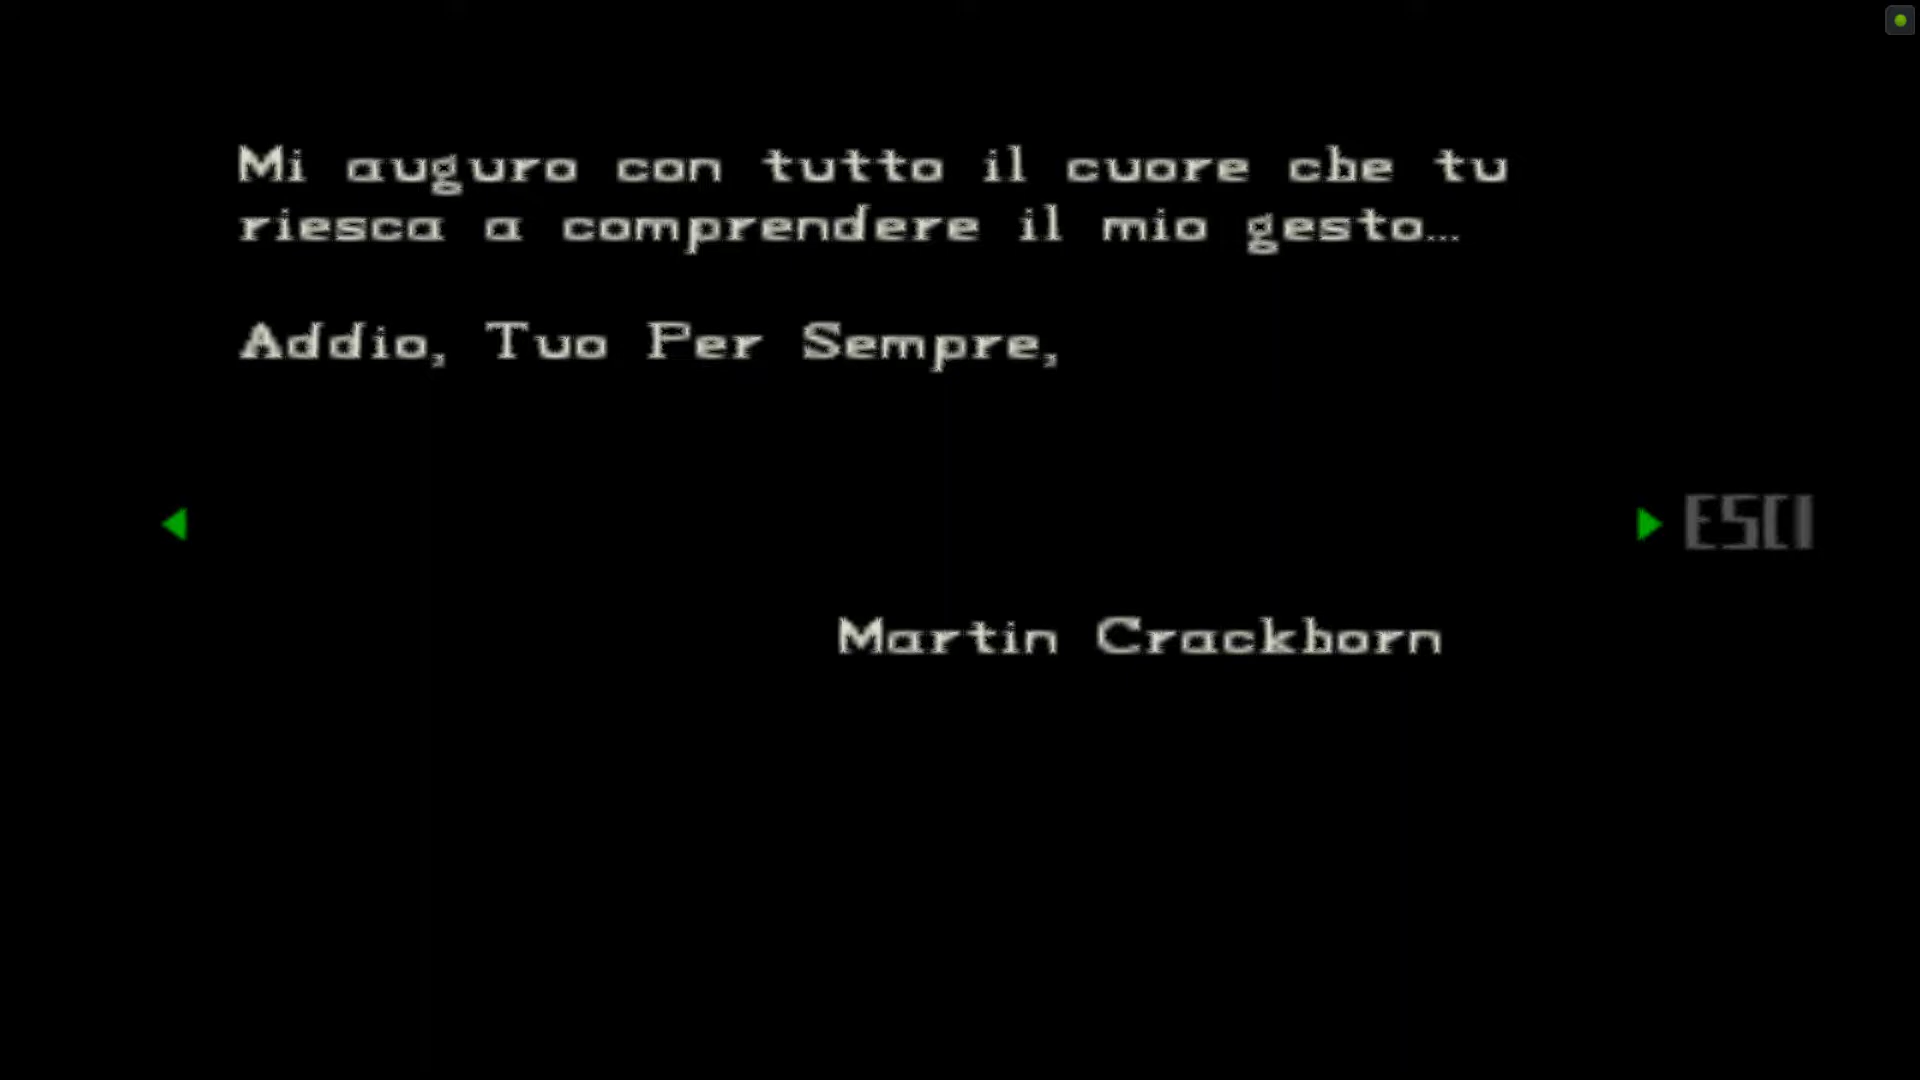 Mi auguro con tutto il cuore che tu
riesca a comprendere il mio gesto...
Addio, Tuo Per Sempre,
ESCI
Martin Crackhorn